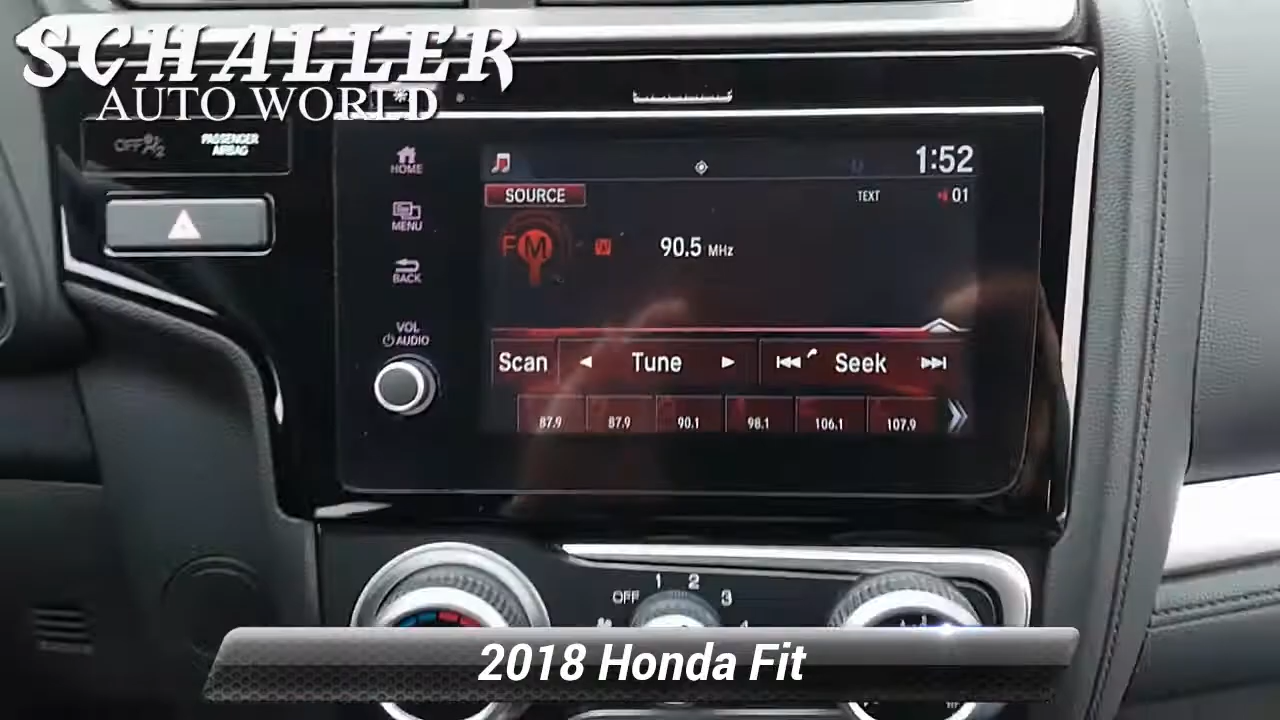 SCHALLER
AUTO WORLD
OFF
PASSENGER
AIRBAG
HOME
MENU
BACK
VOL
AUDIO
1:52
SOURCE
TEXT
01
FM
90.5 MHz
Scan
Tune
Seek
87.9
87.9
90.1
98.1
106.1
107.9
OFF 1 2 3
2018 Honda Fit